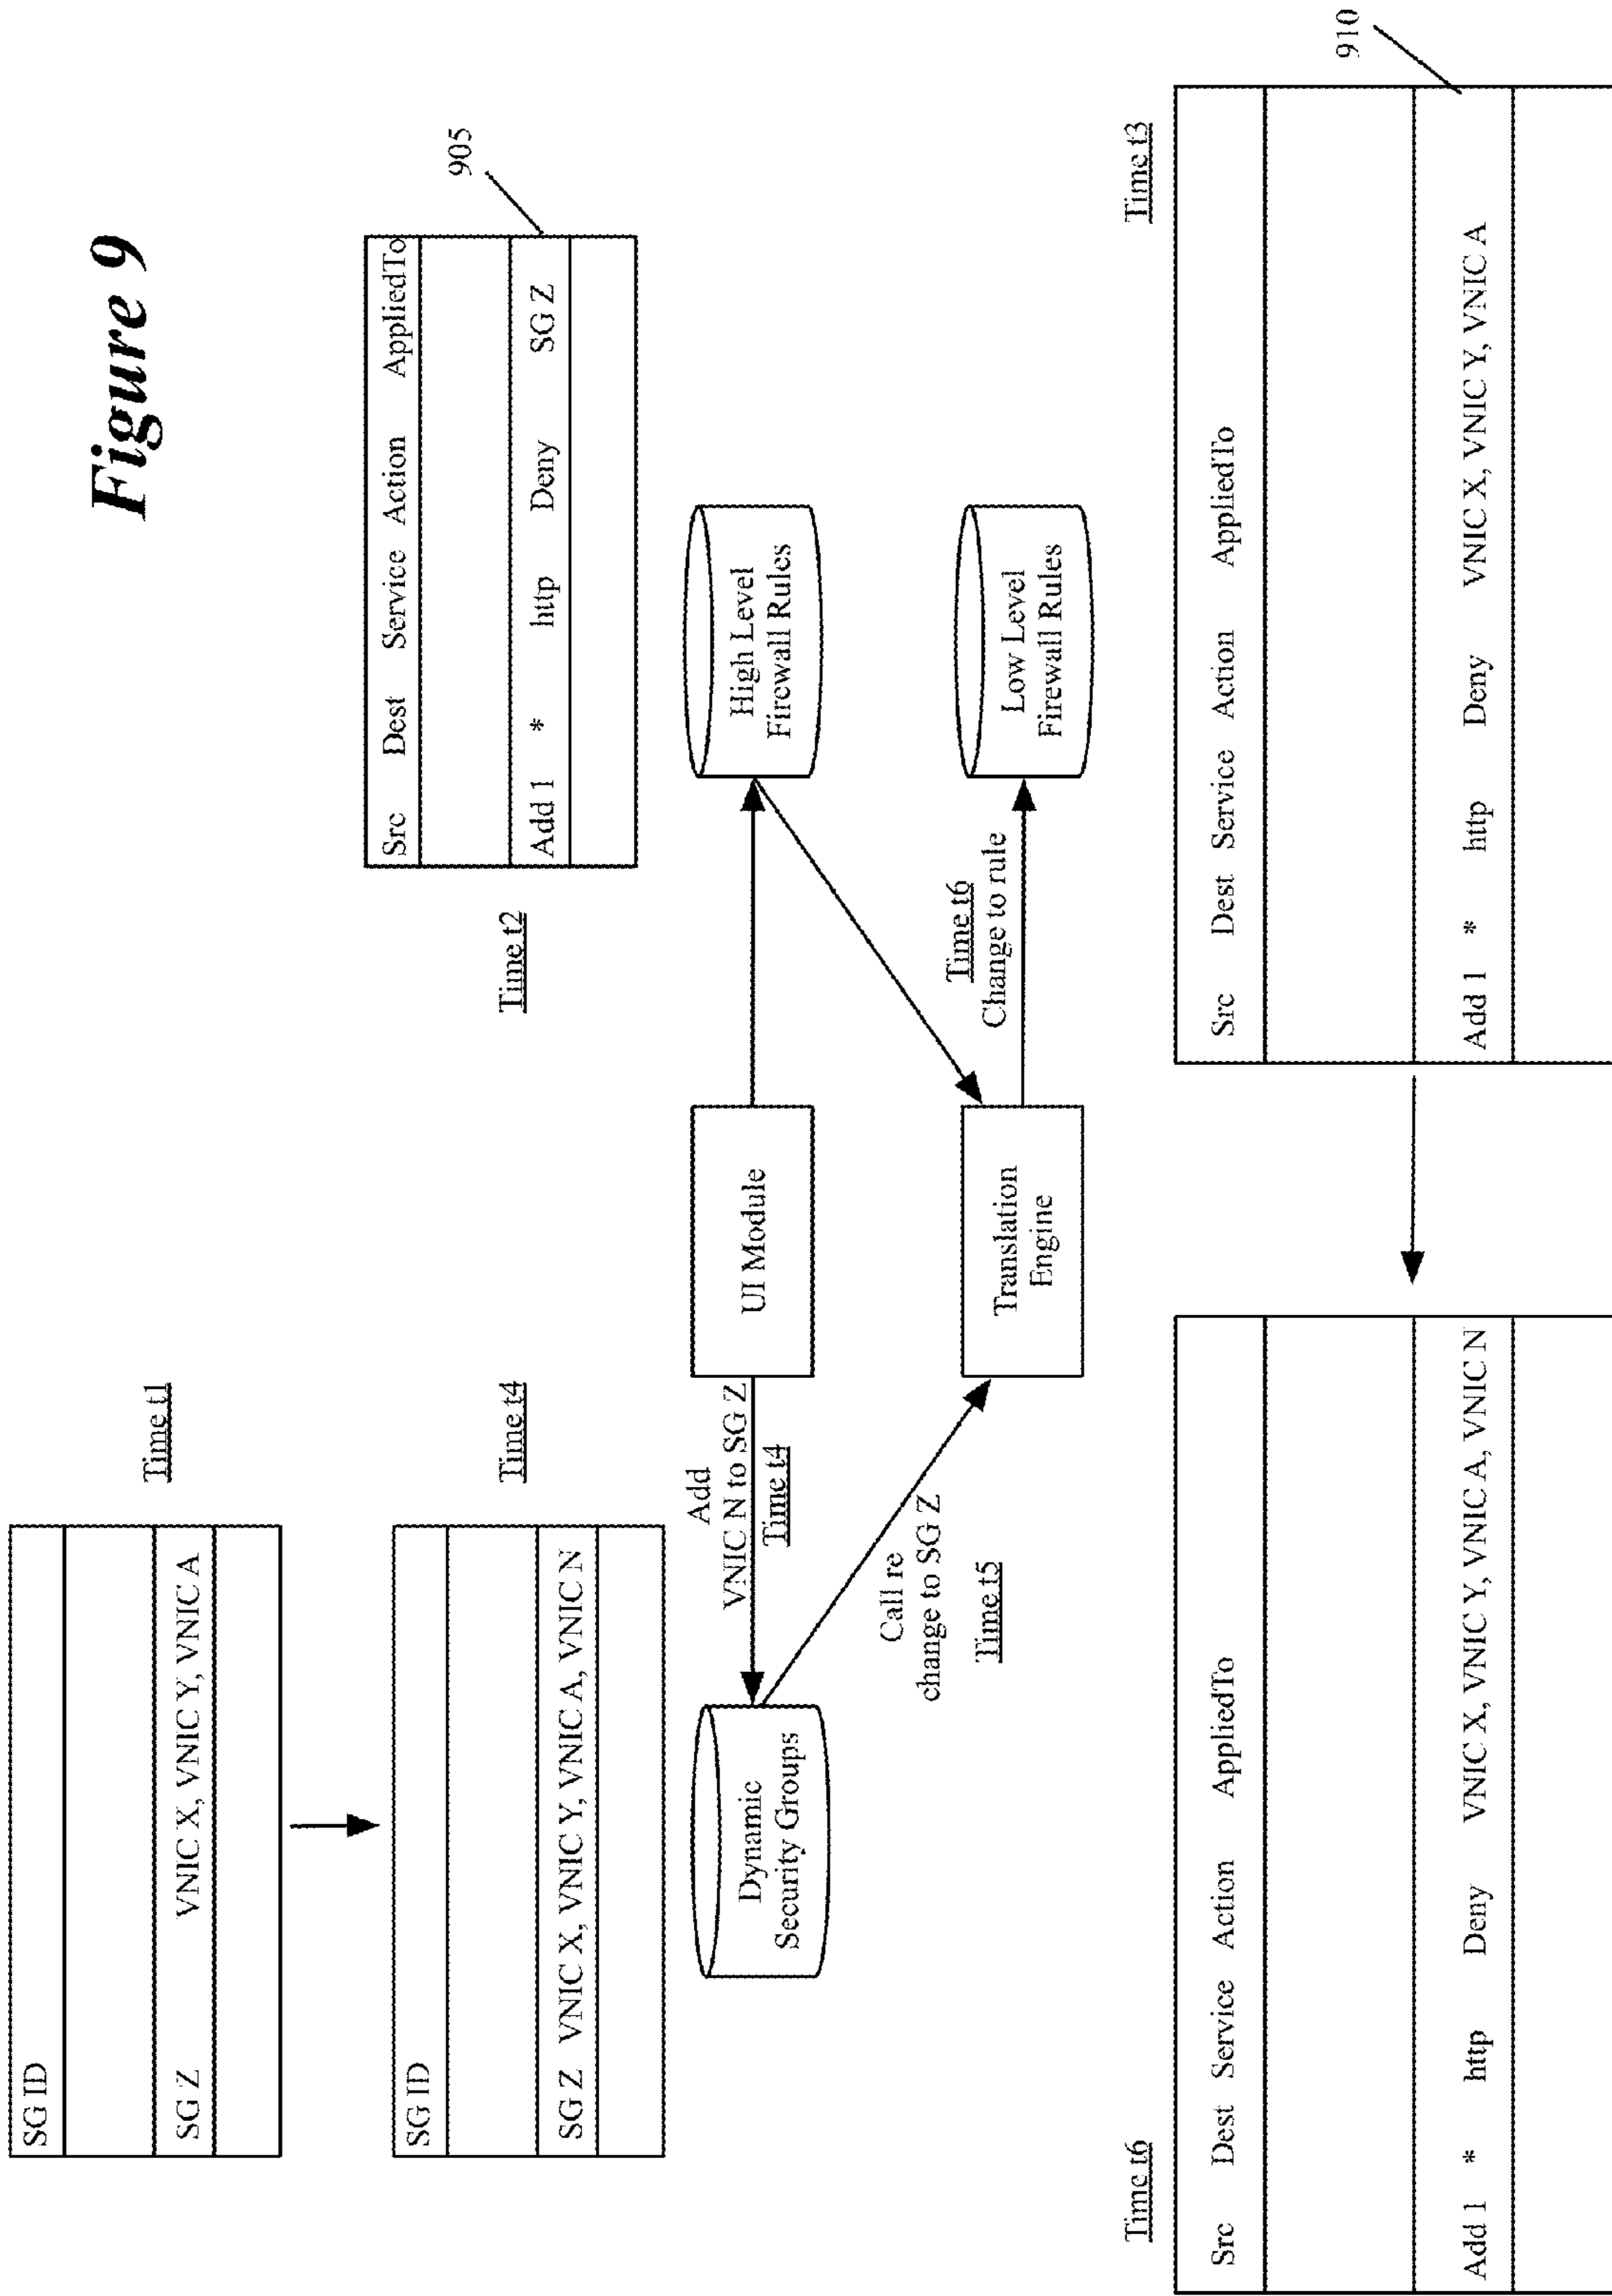 Figure 9
SG ID
SG Z VNIC X, VNIC Y, VNIC A
Time t1
SG ID
SG Z VNIC X, VNIC Y, VNIC A, VNIC N
Time t4
Time t2
Src Dest Service Action AppliedTo
Add 1 * http Deny SG Z
905
Dynamic
Security Groups
Add
VNIC N to SG Z
Time t4
UI Module
High Level
Firewall Rules
Call re
change to SG Z
Time t5
Translation
Engine
Time t6
Change to rule
Low Level
Firewall Rules
Time t6
Src Dest Service Action AppliedTo
Add 1 * http Deny VNIC X, VNIC Y, VNIC A, VNIC N
Time t3
Src Dest Service Action AppliedTo
Add 1 * http Deny VNIC X, VNIC Y, VNIC A
910